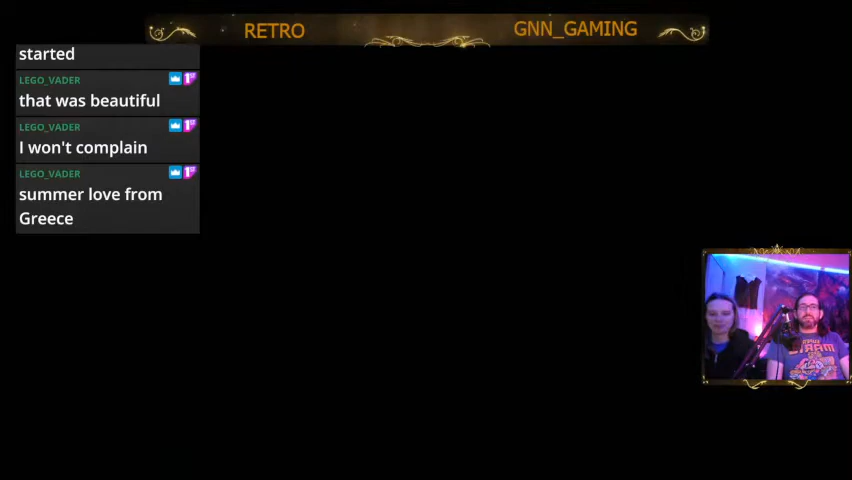 RETRO
GNN_GAMING
started
LEGO_VADER
that was beautiful
LEGO_VADER
I won't complain
LEGO_VADER
summer love from
Greece